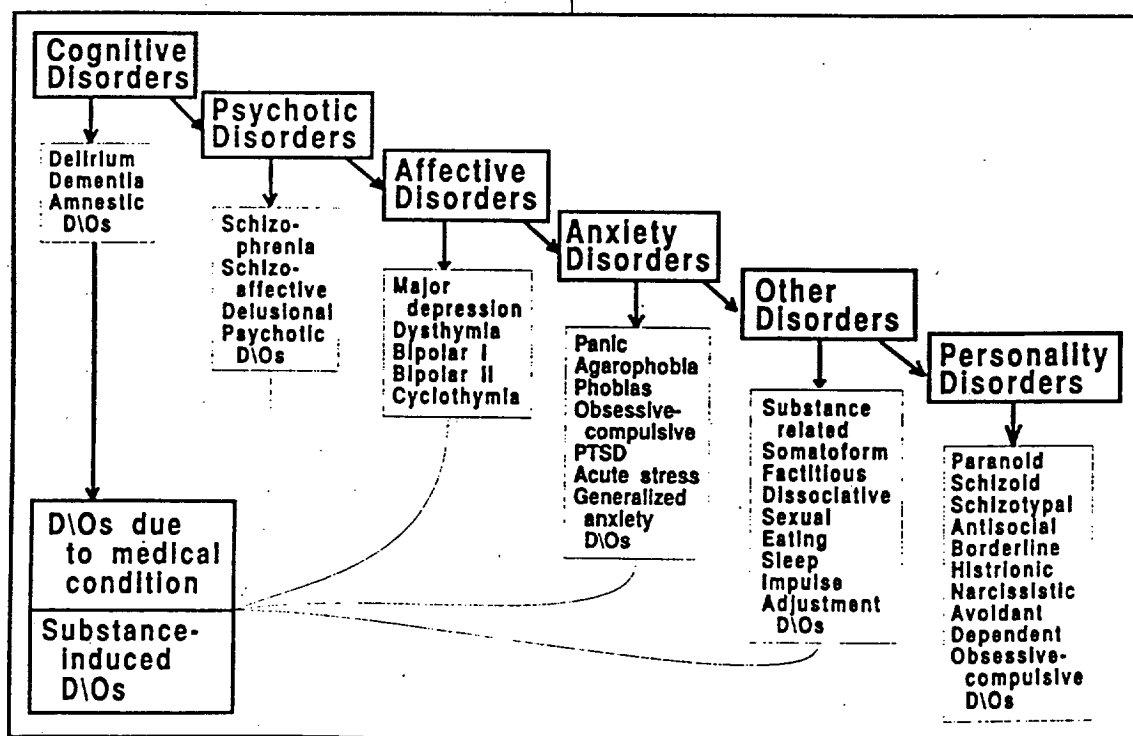 Cognitive
Disorders
Delirium
Dementia
Amnestic
D\Os
D\Os due
to medical
condition
Substance-
induced
D\Os
Psychotic
Disorders
Schizo-
phrenia
Schizo-
affective
Delusional
Psychotic
D\Os
Affective
Disorders
Major
depression
Dysthymia
Bipolar I
Bipolar II
Cyclothymia
Anxiety
Disorders
Panic
Agarophobia
Phobias
Obsessive-
compulsive
PTSD
Acute stress
Generalized
anxiety
D\Os
Other
Disorders
Substance
related
Somatoform
Factitious
Dissociative
Sexual
Eating
Sleep
Impulse
Adjustment
D\Os
Personality
Disorders
Paranoid
Schizoid
Schizotypal
Antisocial
Borderline
Histrionic
Narcissistic
Avoidant
Dependent
Obsessive-
compulsive
D\Os